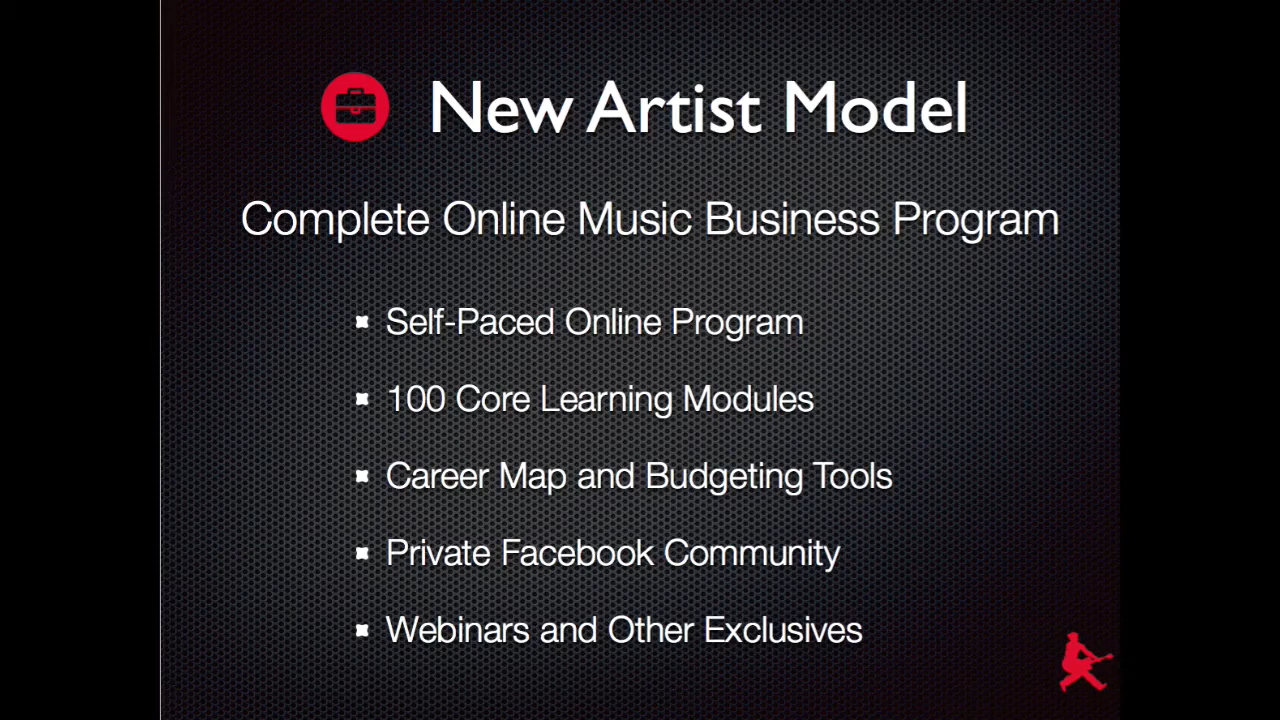 New Artist Model
Complete Online Music Business Program
Self-Paced Online Program
100 Core Learning Modules
Career Map and Budgeting Tools
Private Facebook Community
Webinars and Other Exclusives